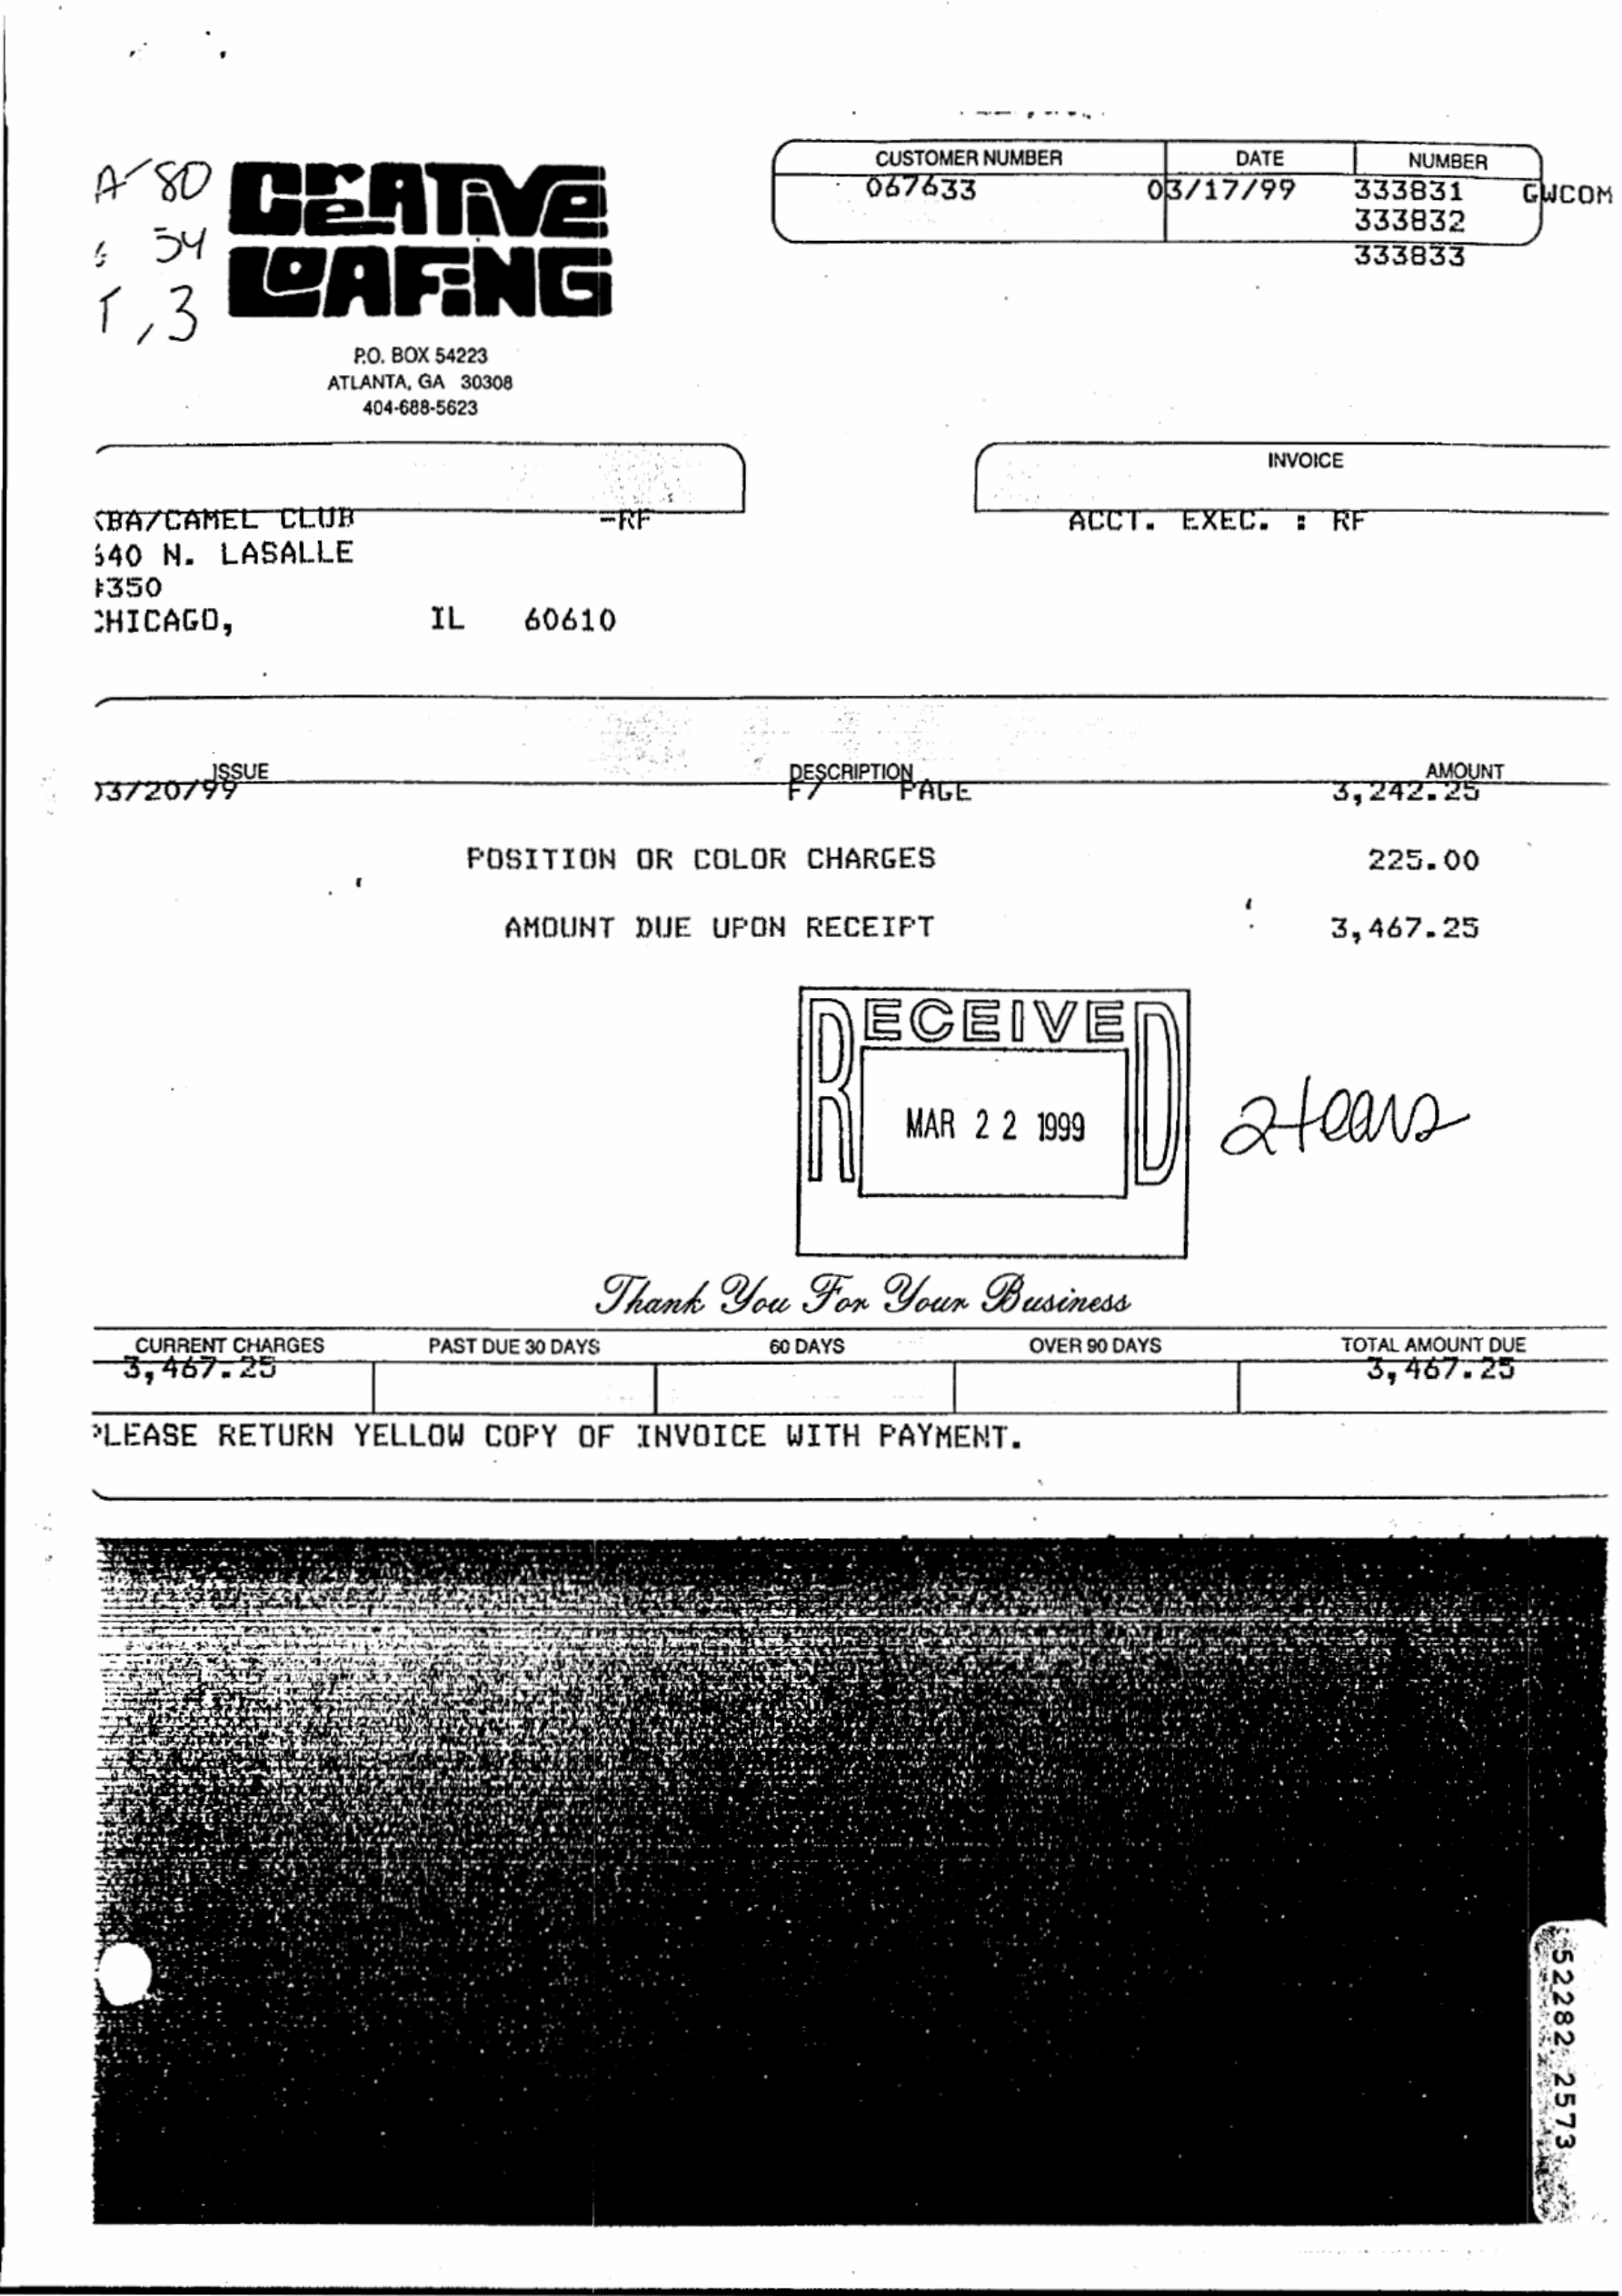 CUSTOMER NUMBER DATE NUMBER
067633 03/17/99 333831 GWCOM
333832
333833
A 80
34
T , 3
CREATIVE
LOAFING
P.O. BOX 54223
ATLANTA, GA 30308
404-688-5623
INVOICE
KBA/CAMEL CLUB -RF ACCT. EXEC. : RF
640 N. LASALLE
#350
CHICAGO, IL 60610
ISSUE DESCRIPTION AMOUNT
03/20/99 F/ PAGE 3,242.25
POSITION OR COLOR CHARGES 225.00
AMOUNT DUE UPON RECEIPT 3,467.25
RECEIVED
MAR 22 1999
2tears
Thank You For Your Business
CURRENT CHARGES PAST DUE 30 DAYS 60 DAYS OVER 90 DAYS TOTAL AMOUNT DUE
3,467.25 3,467.25
PLEASE RETURN YELLOW COPY OF INVOICE WITH PAYMENT.
52282 2573